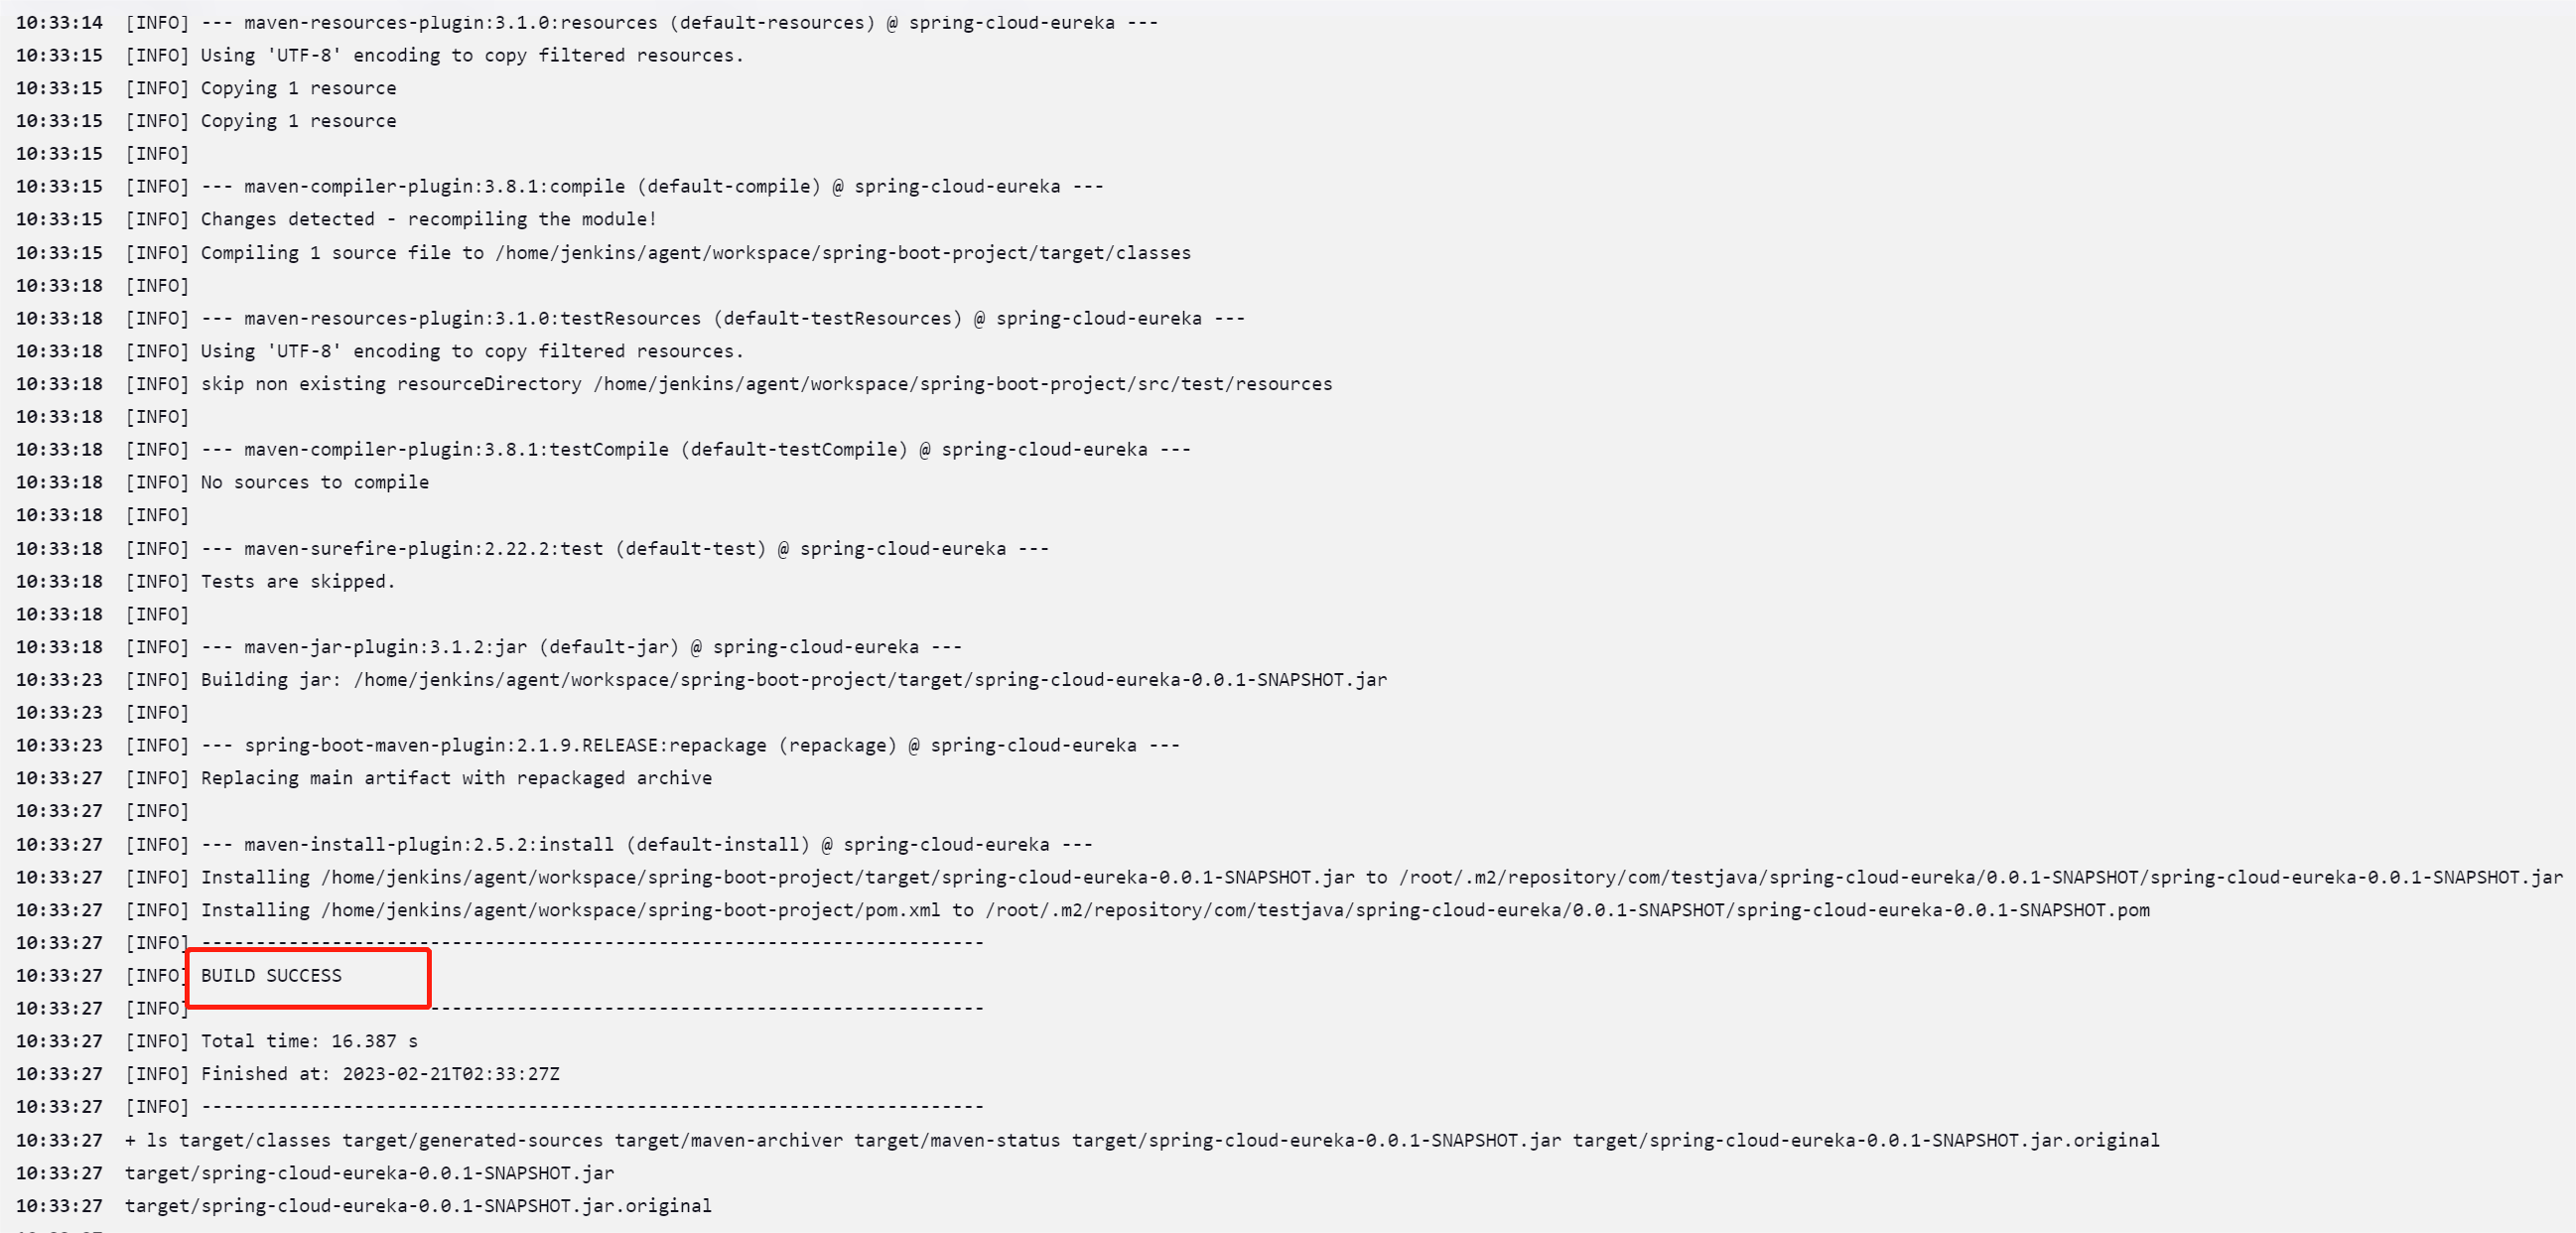 10:33:14 [INFO] --- maven-resources-plugin:3.1.0:resources (default-resources) @ spring-cloud-eureka ---
10:33:15 [INFO] Using 'UTF-8' encoding to copy filtered resources.
10:33:15 [INFO] Copying 1 resource
10:33:15 [INFO] Copying 1 resource
10:33:15 [INFO]
10:33:15 [INFO] --- maven-compiler-plugin:3.8.1:compile (default-compile) @ spring-cloud-eureka ---
10:33:15 [INFO] Changes detected - recompiling the module!
10:33:15 [INFO] Compiling 1 source file to /home/jenkins/agent/workspace/spring-boot-project/target/classes
10:33:18 [INFO]
10:33:18 [INFO] --- maven-resources-plugin:3.1.0:testResources (default-testResources) @ spring-cloud-eureka ---
10:33:18 [INFO] Using 'UTF-8' encoding to copy filtered resources.
10:33:18 [INFO] skip non existing resourceDirectory /home/jenkins/agent/workspace/spring-boot-project/src/test/resources
10:33:18 [INFO]
10:33:18 [INFO] --- maven-compiler-plugin:3.8.1:testCompile (default-testCompile) @ spring-cloud-eureka ---
10:33:18 [INFO] No sources to compile
10:33:18 [INFO]
10:33:18 [INFO] --- maven-surefire-plugin:2.22.2:test (default-test) @ spring-cloud-eureka ---
10:33:18 [INFO] Tests are skipped.
10:33:18 [INFO]
10:33:18 [INFO] --- maven-jar-plugin:3.1.2:jar (default-jar) @ spring-cloud-eureka ---
10:33:23 [INFO] Building jar: /home/jenkins/agent/workspace/spring-boot-project/target/spring-cloud-eureka-0.0.1-SNAPSHOT.jar
10:33:23 [INFO]
10:33:23 [INFO] --- spring-boot-maven-plugin:2.1.9.RELEASE:repackage (repackage) @ spring-cloud-eureka ---
10:33:27 [INFO] Replacing main artifact with repackaged archive
10:33:27 [INFO]
10:33:27 [INFO] --- maven-install-plugin:2.5.2:install (default-install) @ spring-cloud-eureka ---
10:33:27 [INFO] Installing /home/jenkins/agent/workspace/spring-boot-project/target/spring-cloud-eureka-0.0.1-SNAPSHOT.jar to /root/.m2/repository/com/testjava/spring-cloud-eureka/0.0.1-SNAPSHOT/spring-cloud-eureka-0.0.1-SNAPSHOT.jar
10:33:27 [INFO] Installing /home/jenkins/agent/workspace/spring-boot-project/pom.xml to /root/.m2/repository/com/testjava/spring-cloud-eureka/0.0.1-SNAPSHOT/spring-cloud-eureka-0.0.1-SNAPSHOT.pom
10:33:27 [INFO] ------------------------------------------------------------------------
10:33:27 [INFO] BUILD SUCCESS
10:33:27 [INFO] ------------------------------------------------------------------------
10:33:27 [INFO] Total time: 16.387 s
10:33:27 [INFO] Finished at: 2023-02-21T02:33:27Z
10:33:27 [INFO] ------------------------------------------------------------------------
10:33:27 + ls target/classes target/generated-sources target/maven-archiver target/maven-status target/spring-cloud-eureka-0.0.1-SNAPSHOT.jar target/spring-cloud-eureka-0.0.1-SNAPSHOT.jar.original
10:33:27 target/spring-cloud-eureka-0.0.1-SNAPSHOT.jar
10:33:27 target/spring-cloud-eureka-0.0.1-SNAPSHOT.jar.original